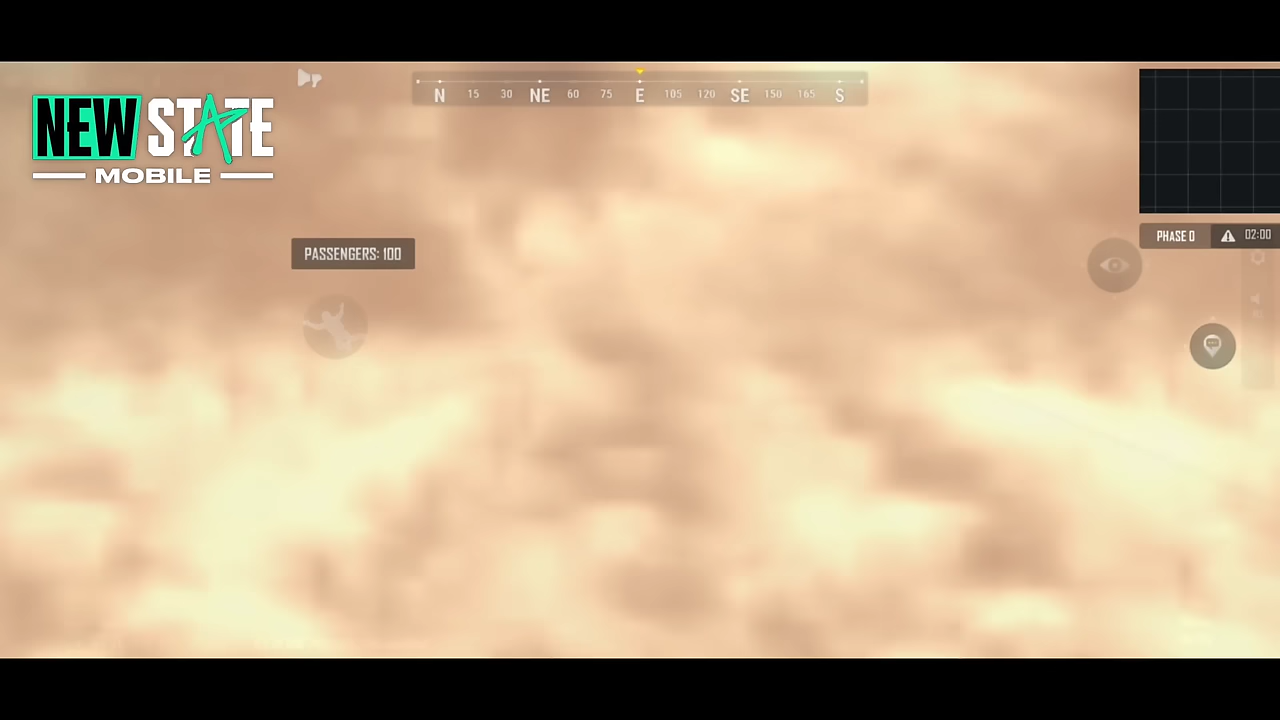 NEW STATE
MOBILE
N 15 30 NE 60 75 E 105 120 SE 150 165 S
PASSENGERS: 100
PHASE 0 02:00